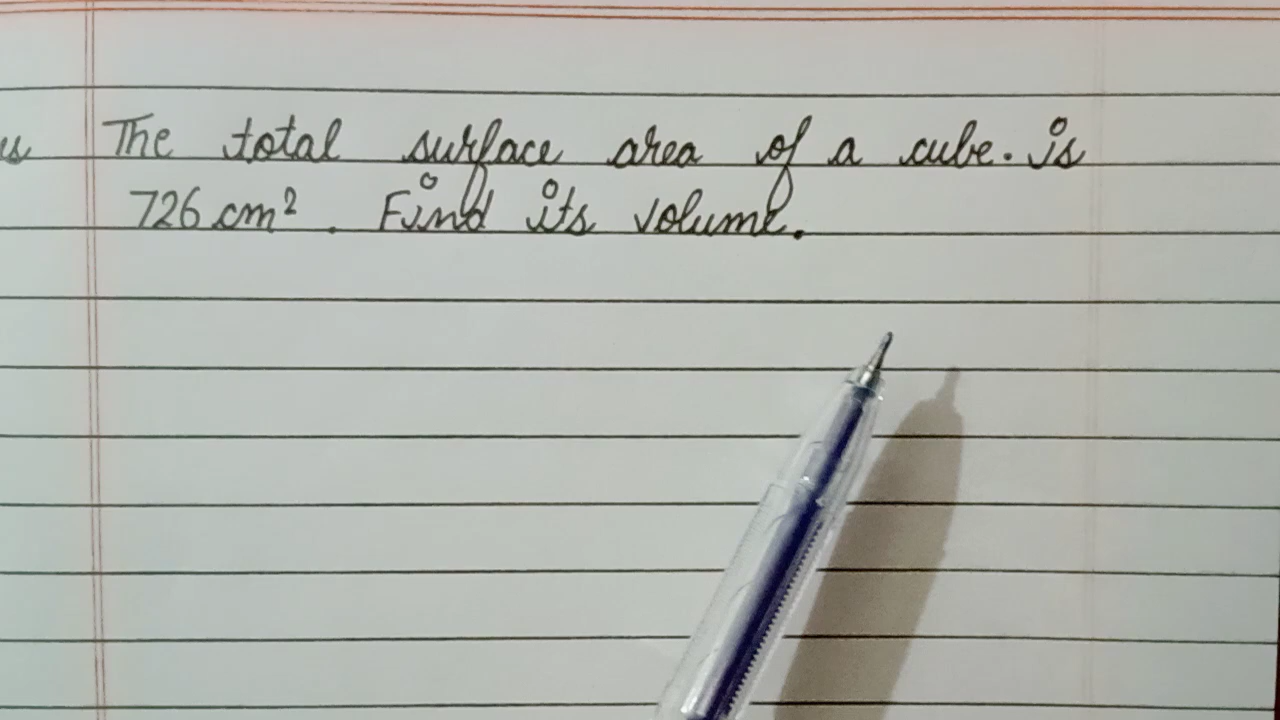 The total surface area of a cube. is
726 cm². Find its volume.